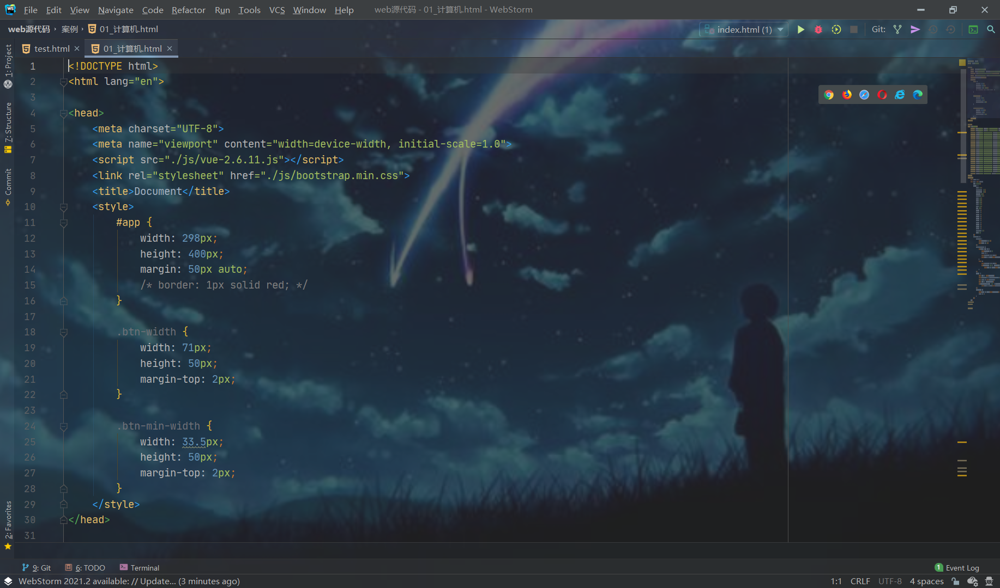 File Edit View Navigate Code Refactor Run Tools VCS Window Help web源代码 - 01_计算机.html - WebStorm
web源代码 › 案例 › 01_计算机.html index.html (1) Git:
test.html × 01_计算机.html ×
1: Project
7: Structure
Commit
2: Favorites
1 <!DOCTYPE html>
2 <html lang="en">
3
4 <head>
5     <meta charset="UTF-8">
6     <meta name="viewport" content="width=device-width, initial-scale=1.0">
7     <script src="./js/vue-2.6.11.js"></script>
8     <link rel="stylesheet" href="./js/bootstrap.min.css">
9     <title>Document</title>
10     <style>
11         #app {
12             width: 298px;
13             height: 400px;
14             margin: 50px auto;
15             /* border: 1px solid red; */
16         }
17
18         .btn-width {
19             width: 71px;
20             height: 50px;
21             margin-top: 2px;
22         }
23
24         .btn-min-width {
25             width: 33.5px;
26             height: 50px;
27             margin-top: 2px;
28         }
29     </style>
30 </head>
31
9: Git 6: TODO Terminal 1 Event Log
WebStorm 2021.2 available: // Update... (3 minutes ago) 1:1 CRLF UTF-8 4 spaces